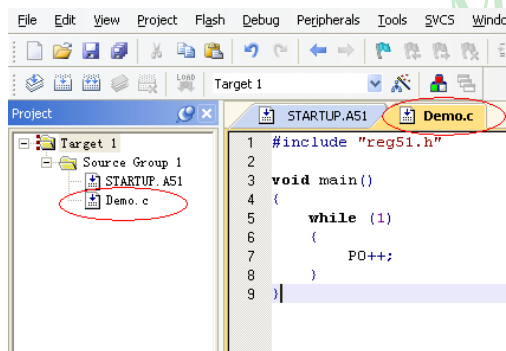 File Edit View Project Flash Debug Peripherals Tools SVCS
Target 1
Project
STARTUP.A51 Demo.c
Target 1
Source Group 1
STARTUP.A51
Demo.c
1 #include "reg51.h"
2
3 void main()
4 {
5 while (1)
6 {
7 P0++;
8 }
9 }